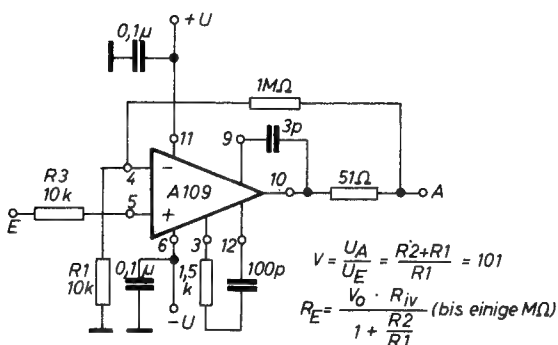 0,1µ
+U
1MΩ
11
9
3p
4
−
A109
10
51Ω
A
R3
10k
5
+
E
6
3
12
R1
10k
0,1µ
1,5
k
100p
−U
V = U_A / U_E = (R2+R1) / R1 = 101
R_E = (V_0 · R_iv) / (1 + R2/R1) (bis einige MΩ)